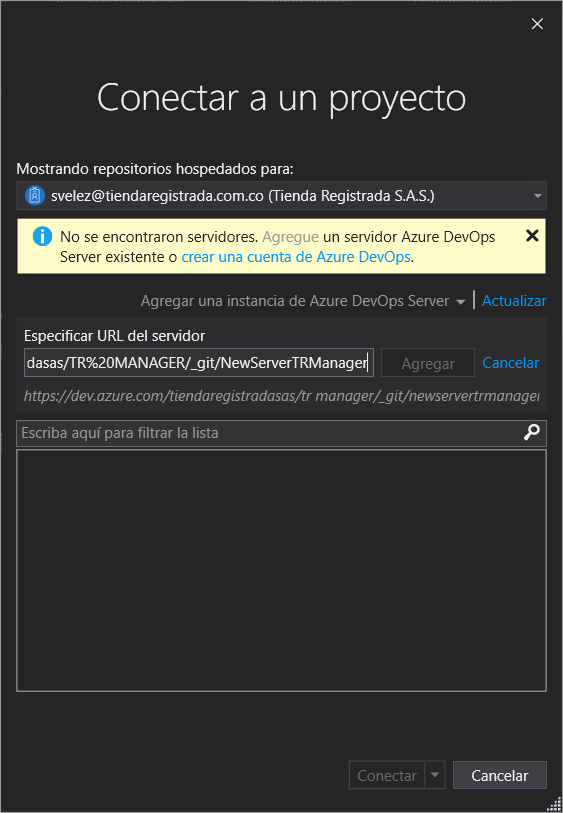 Conectar a un proyecto
Mostrando repositorios hospedados para:
svelez@tiendaregistrada.com.co (Tienda Registrada S.A.S.)
No se encontraron servidores. Agregue un servidor Azure DevOps
Server existente o crear una cuenta de Azure DevOps.
Agregar una instancia de Azure DevOps Server Actualizar
Especificar URL del servidor
dasas/TR%20MANAGER/_git/NewServerTRManager Agregar Cancelar
https://dev.azure.com/tiendaregistradasas/tr manager/_git/newservertrmanager
Escriba aquí para filtrar la lista
Conectar Cancelar